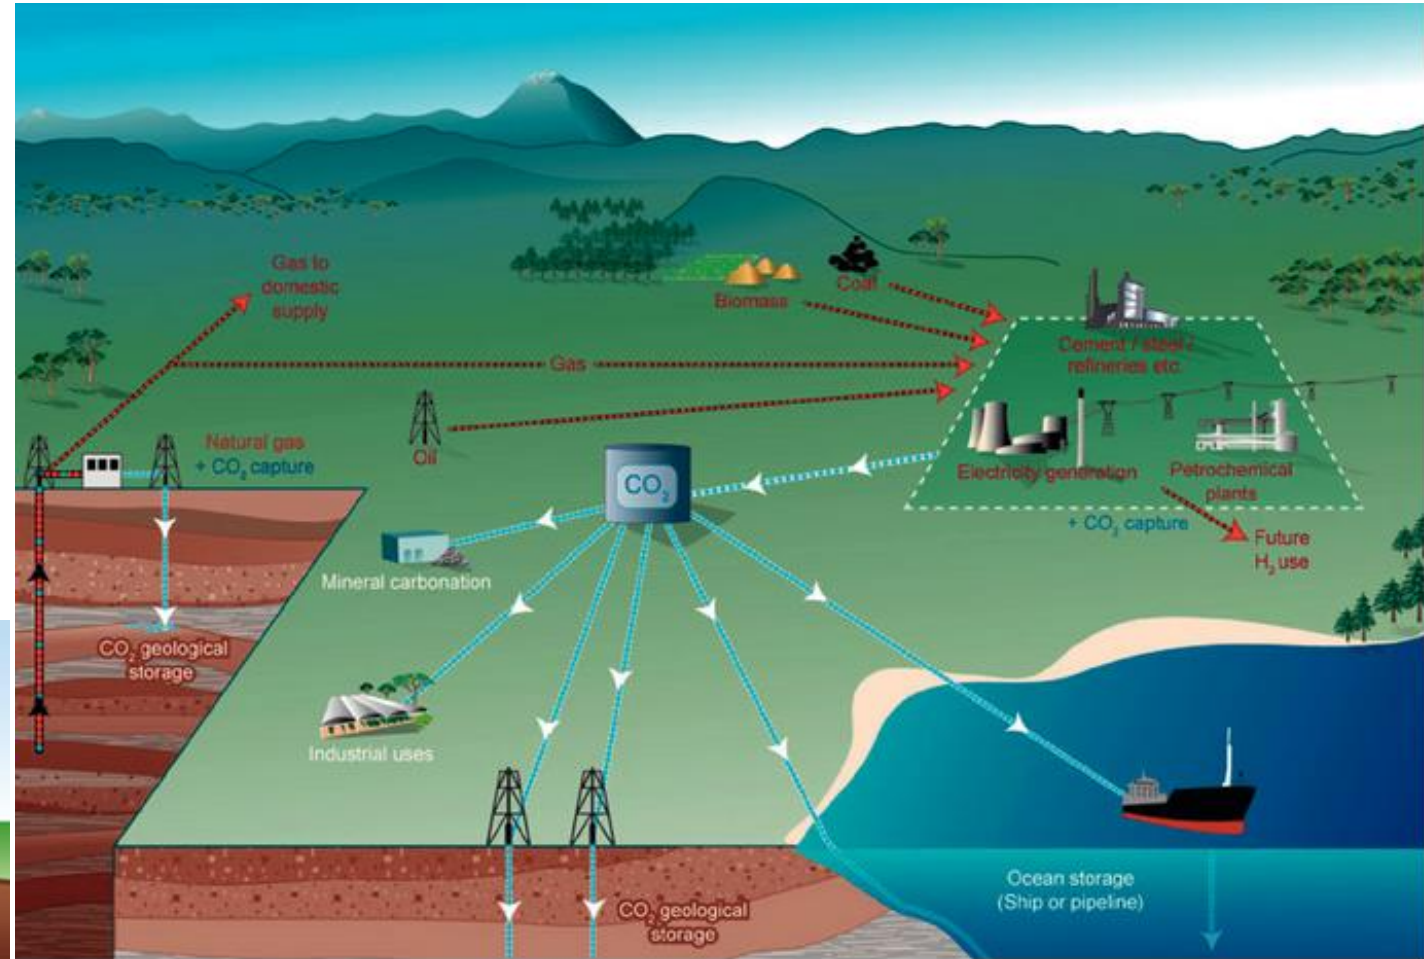 Gas to
domestic
supply
Biomass
Coal
Cement / steel /
refineries etc
Gas
Natural gas
+ CO₂ capture
Oil
CO₂
Electricity generation
Petrochemical
plants
+ CO₂ capture
Future
H₂ use
Mineral carbonation
CO₂ geological
storage
Industrial uses
Ocean storage
(Ship or pipeline)
CO₂ geological
storage